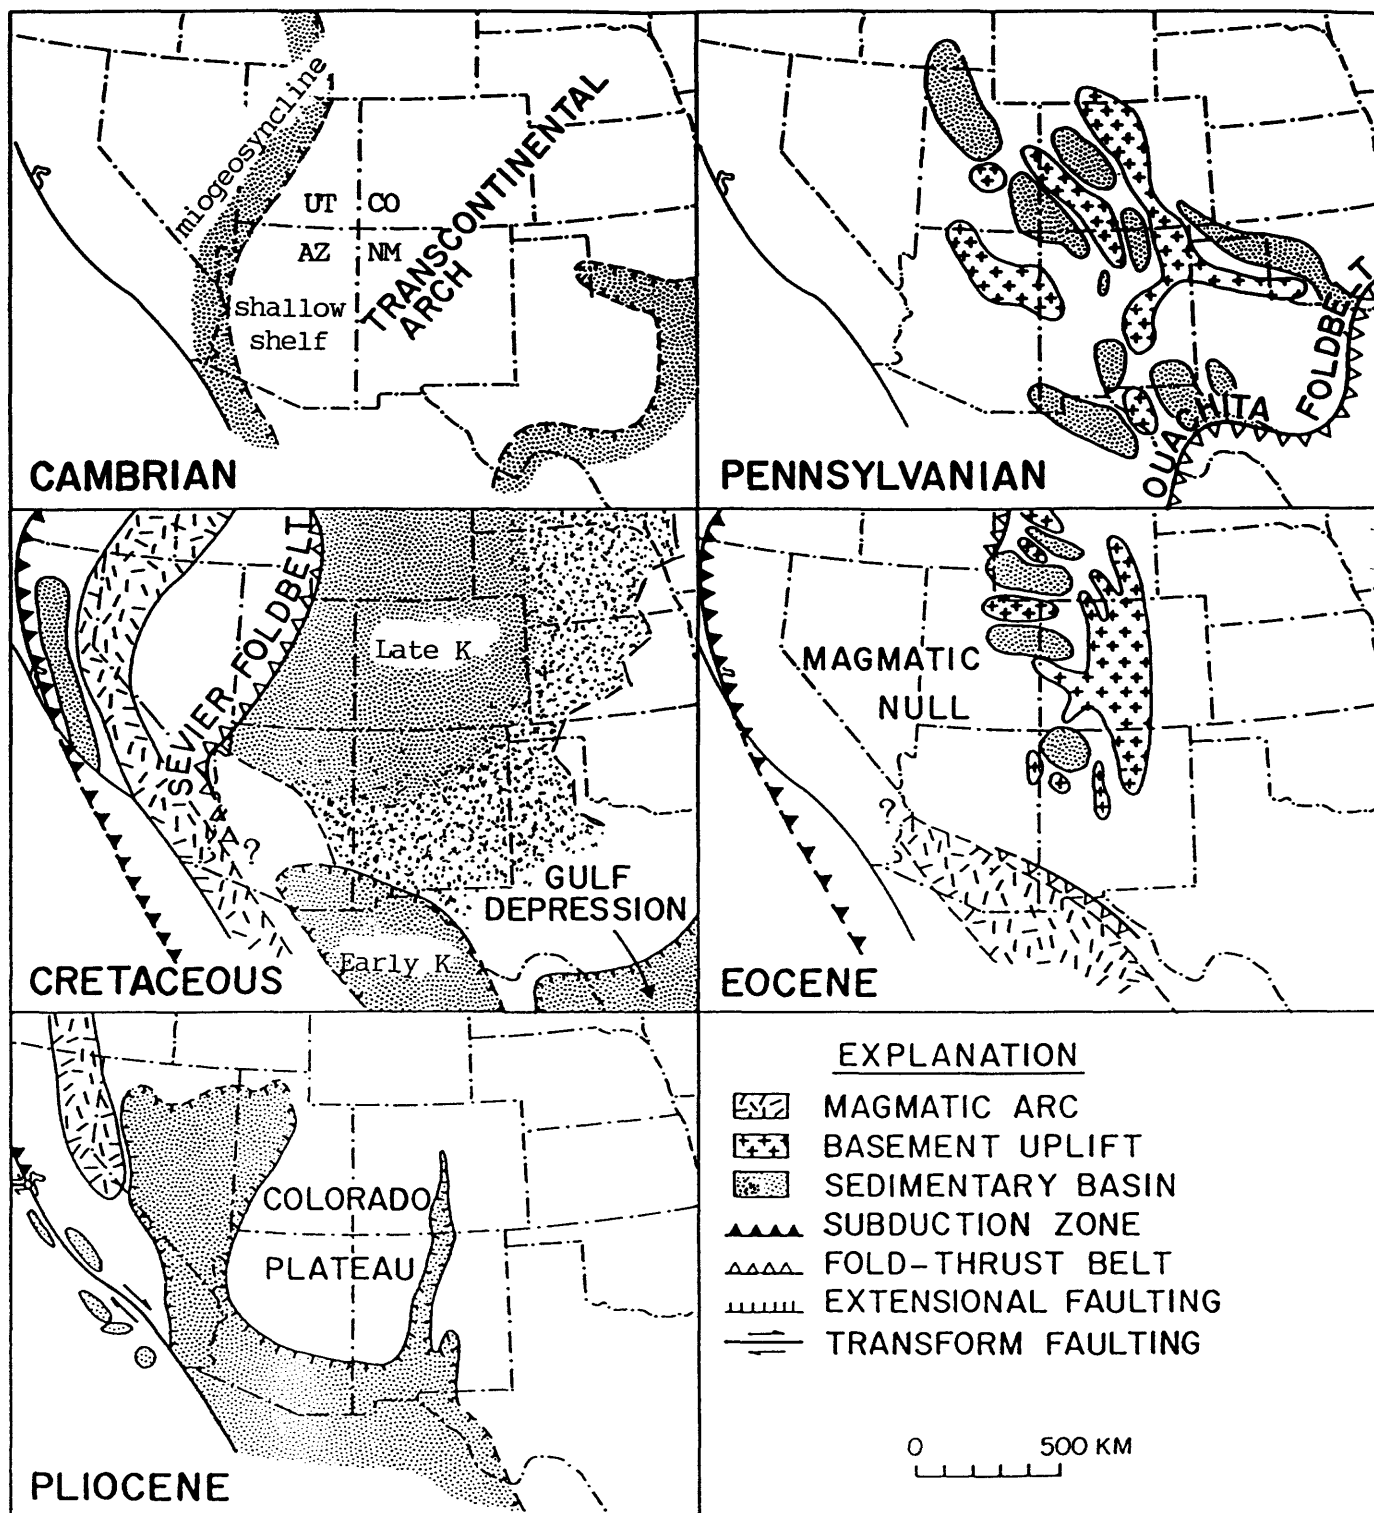 miogeosyncline
TRANSCONTINENTAL
ARCH
UT CO
AZ NM
shallow
shelf
CAMBRIAN
OUACHITA FOLDBELT
PENNSYLVANIAN
SEVIER FOLDBELT
Late K
?
GULF
DEPRESSION
Early K
CRETACEOUS
MAGMATIC
NULL
?
EOCENE
COLORADO
PLATEAU
PLIOCENE
EXPLANATION
MAGMATIC ARC
BASEMENT UPLIFT
SEDIMENTARY BASIN
SUBDUCTION ZONE
FOLD-THRUST BELT
EXTENSIONAL FAULTING
TRANSFORM FAULTING
0 500 KM